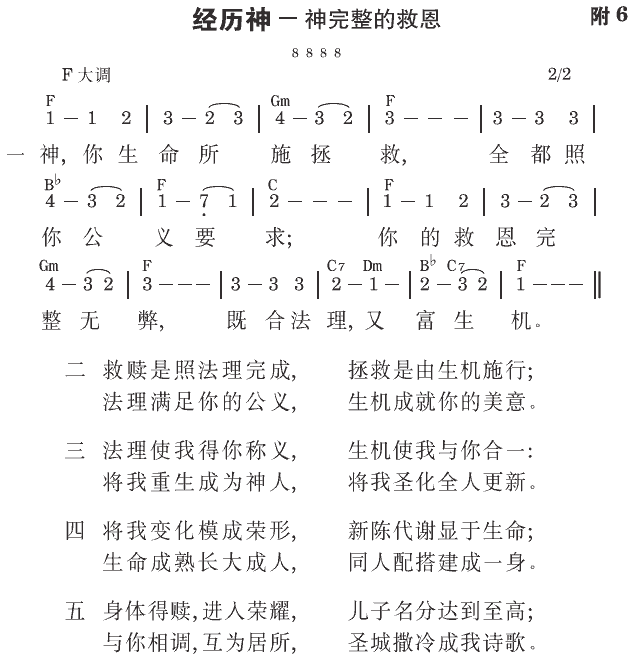 经历神－神完整的救恩 附 6
8 8 8 8
F 大调 2/2
F Gm F
1 － 1 2 | 3 － 2 3 | 4 － 3 2 | 3 － － － | 3 － 3 3 |
一 神, 你 生 命 所 施 拯 救, 全 都 照
B♭ F C F
4 － 3 2 | 1 － 7̣ 1 | 2 － － － | 1 － 1 2 | 3 － 2 3 |
你 公 义 要 求; 你 的 救 恩 完
Gm F C7 Dm B♭ C7 F
4 － 3 2 | 3 － － － | 3 － 3 3 | 2 － 1 － | 2 － 3 2 | 1 － － － ‖
整 无 弊, 既 合 法 理, 又 富 生 机。
二 救赎是照法理完成, 拯救是由生机施行;
法理满足你的公义, 生机成就你的美意。
三 法理使我得你称义, 生机使我与你合一:
将我重生成为神人, 将我圣化全人更新。
四 将我变化模成荣形, 新陈代谢显于生命;
生命成熟长大成人, 同人配搭建成一身。
五 身体得赎, 进入荣耀, 儿子名分达到至高;
与你相调, 互为居所, 圣城撒冷成我诗歌。